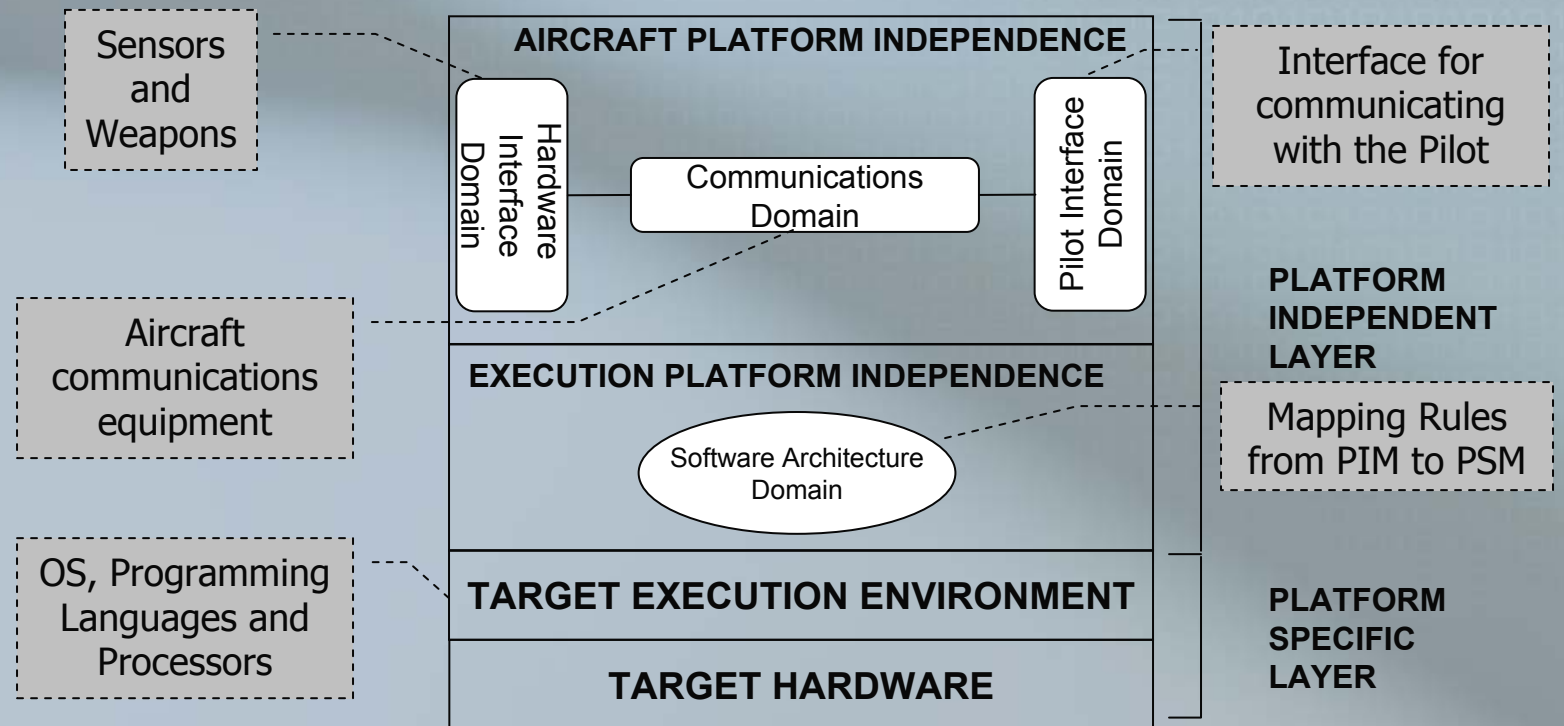 Sensors
and
Weapons
AIRCRAFT PLATFORM INDEPENDENCE
Interface for
communicating
with the Pilot
Hardware
Interface
Domain
Communications
Domain
Pilot Interface
Domain
Aircraft
communications
equipment
PLATFORM
INDEPENDENT
LAYER
EXECUTION PLATFORM INDEPENDENCE
Software Architecture
Domain
Mapping Rules
from PIM to PSM
OS, Programming
Languages and
Processors
TARGET EXECUTION ENVIRONMENT
TARGET HARDWARE
PLATFORM
SPECIFIC
LAYER